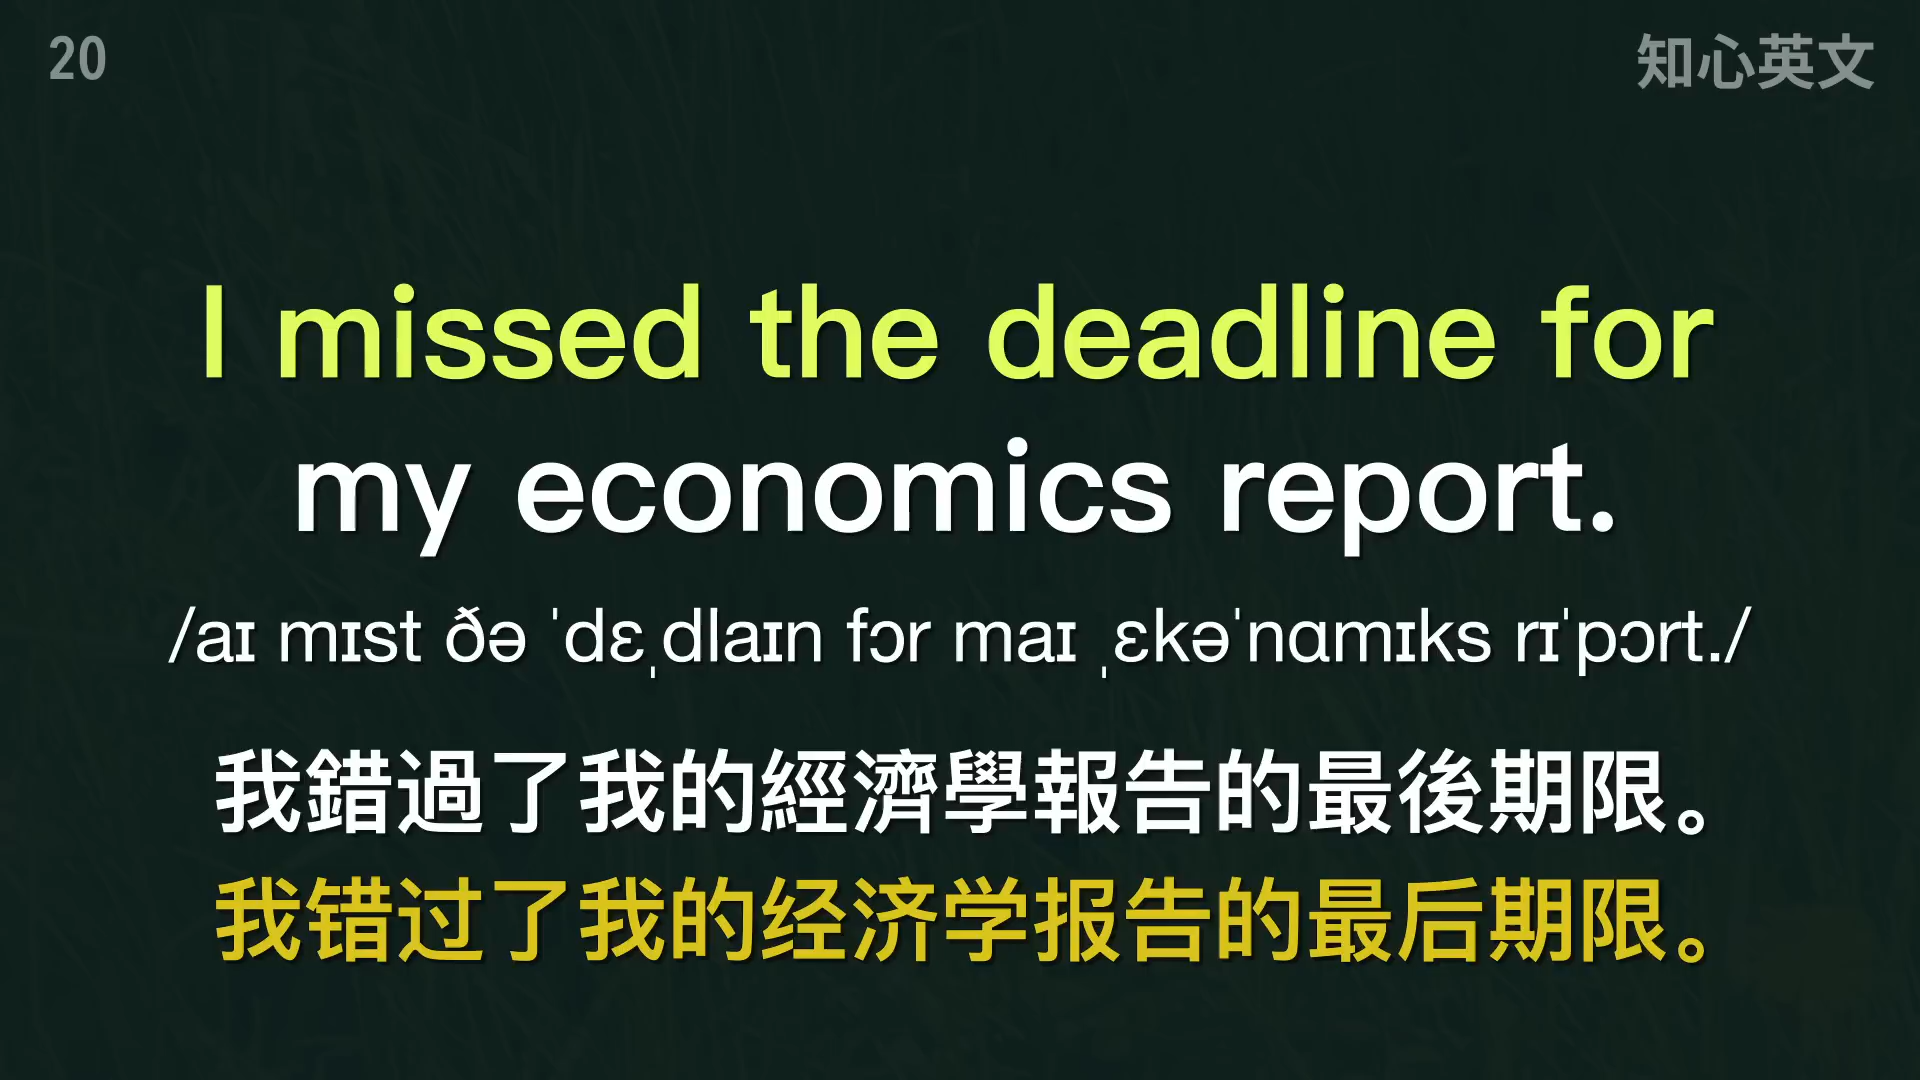 20
知心英文
I missed the deadline for
my economics report.
/aɪ mɪst ðə ˈdɛˌdlaɪn fɔr maɪ ˌɛkəˈnɑmɪks rɪˈpɔrt./
我錯過了我的經濟學報告的最後期限。
我错过了我的经济学报告的最后期限。